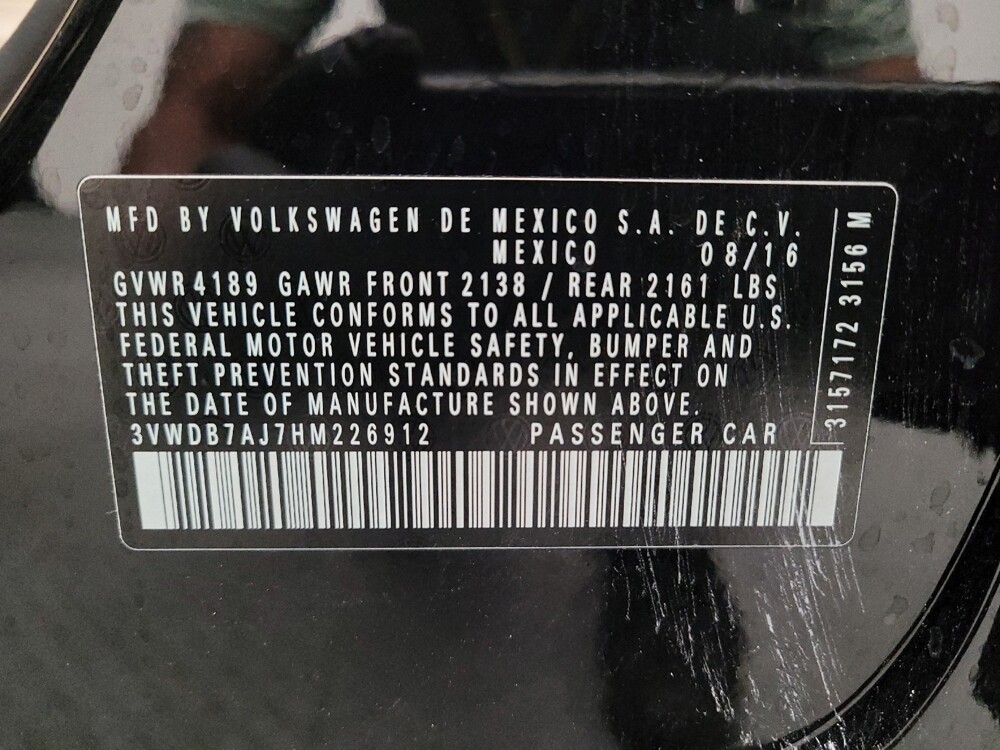 MFD BY VOLKSWAGEN DE MEXICO S.A. DE C.V.
MEXICO 08/16
GVWR 4189 GAWR FRONT 2138 / REAR 2161 LBS
THIS VEHICLE CONFORMS TO ALL APPLICABLE U.S.
FEDERAL MOTOR VEHICLE SAFETY, BUMPER AND
THEFT PREVENTION STANDARDS IN EFFECT ON
THE DATE OF MANUFACTURE SHOWN ABOVE.
3VWDB7AJ7HM226912 PASSENGER CAR
3157172 3156 M